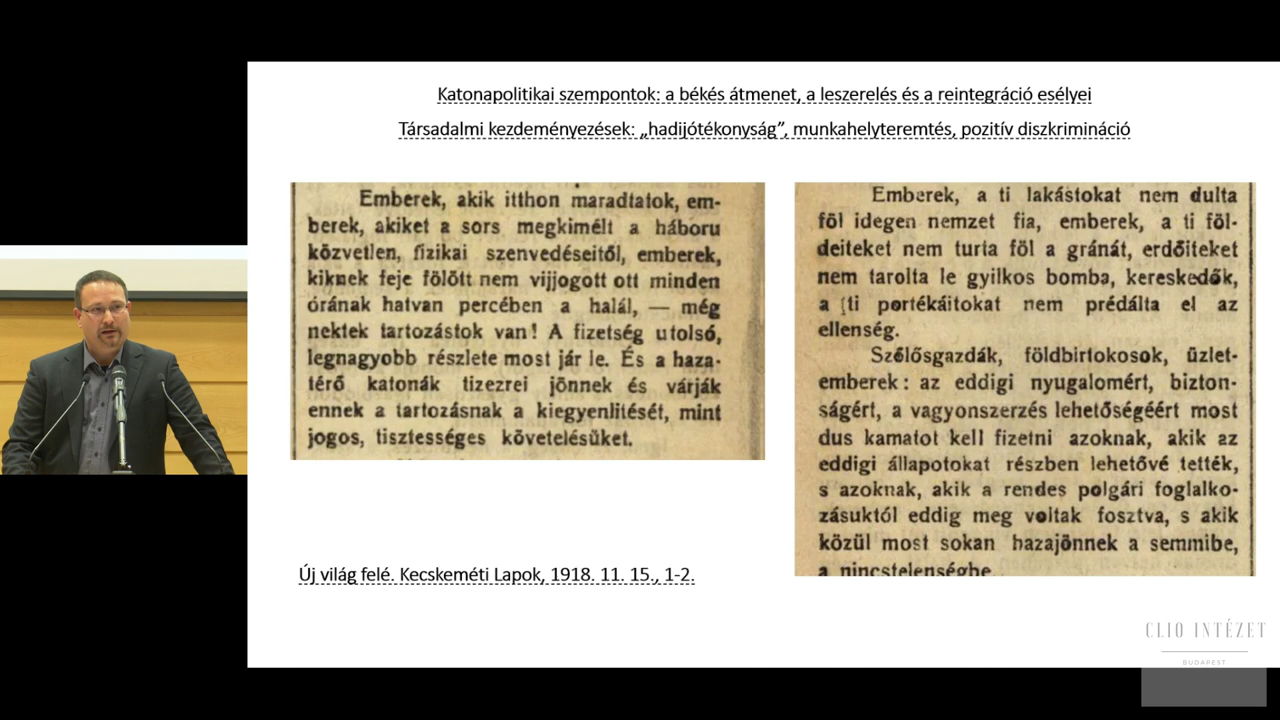 Katonapolitikai szempontok: a békés átmenet, a leszerelés és a reintegráció esélyei
Társadalmi kezdeményezések: „hadijótékonyság”, munkahelyteremtés, pozitív diszkrimináció
Emberek, akik itthon maradtatok, em-
berek, akiket a sors megkimélt a háboru
közvetlen, fizikai szenvedéseitől, emberek,
kiknek feje fölött nem vijjogott ott minden
órának hatvan percében a halál, — még
nektek tartozástok van! A fizetség utolsó,
legnagyobb részlete most jár le. És a haza-
térő katonák tizezrei jönnek és várják
ennek a tartozásnak a kiegyenlitését, mint
jogos, tisztességes követelésüket.
Emberek, a ti lakástokat nem dulta
föl idegen nemzet fia, emberek, a ti föl-
deiteket nem turta föl a gránát, erdőiteket
nem tarolta le gyilkos bomba, kereskedők,
a ti portékáitokat nem prédálta el az
ellenség.
Szőlősgazdák, földbirtokosok, üzlet-
emberek: az eddigi nyugalomért, bizton-
ságért, a vagyonszerzés lehetőségéért most
dus kamatot kell fizetni azoknak, akik az
eddigi állapotokat részben lehetővé tették,
s azoknak, akik a rendes polgári foglalko-
zásuktól eddig meg voltak fosztva, s akik
közül most sokan hazajönnek a semmibe,
a nincstelenségbe
Új világ felé. Kecskeméti Lapok, 1918. 11. 15., 1-2.
CLIO INTÉZET
BUDAPEST